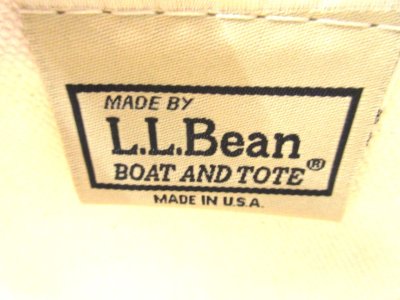 MADE BY
L.L.Bean
BOAT AND TOTE®
MADE IN U.S.A.